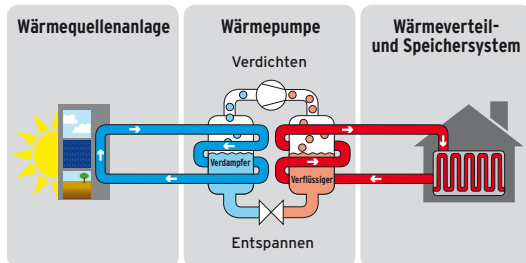 Wärmequellenanlage
Wärmepumpe
Wärmeverteil-
und Speichersystem
Verdichten
Verdampfer
Verflüssiger
Entspannen